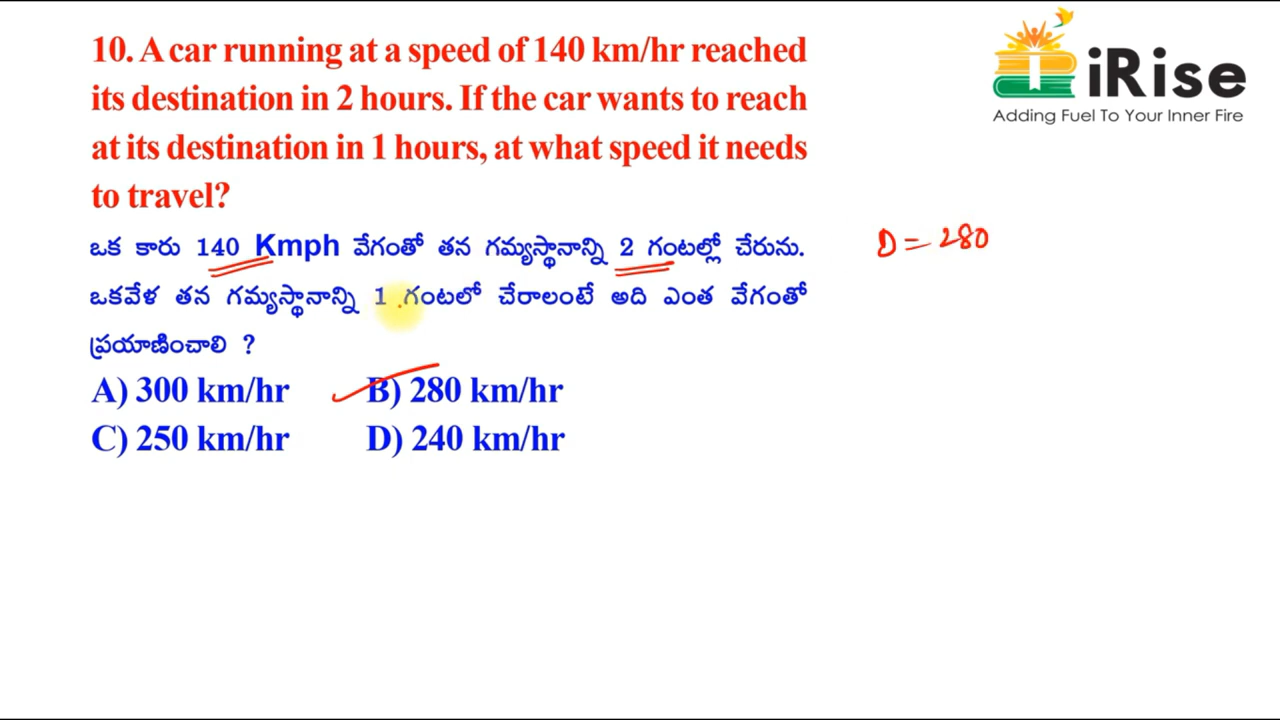 10. A car running at a speed of 140 km/hr reached
its destination in 2 hours. If the car wants to reach
at its destination in 1 hours, at what speed it needs
to travel?
ఒక కారు 140 Kmph వేగంతో తన గమ్యస్థానాన్ని 2 గంటల్లో చేరును.
ఒకవేళ తన గమ్యస్థానాన్ని 1 గంటలో చేరాలంటే అది ఎంత వేగంతో
ప్రయాణించాలి ?
A) 300 km/hr B) 280 km/hr
C) 250 km/hr D) 240 km/hr
D = 280
iRise
Adding Fuel To Your Inner Fire